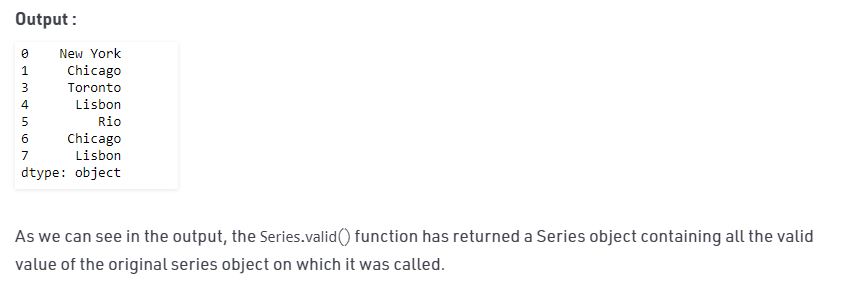 Output :
0    New York
1     Chicago
3     Toronto
4      Lisbon
5         Rio
6     Chicago
7      Lisbon
dtype: object
As we can see in the output, the Series.valid() function has returned a Series object containing all the valid
value of the original series object on which it was called.